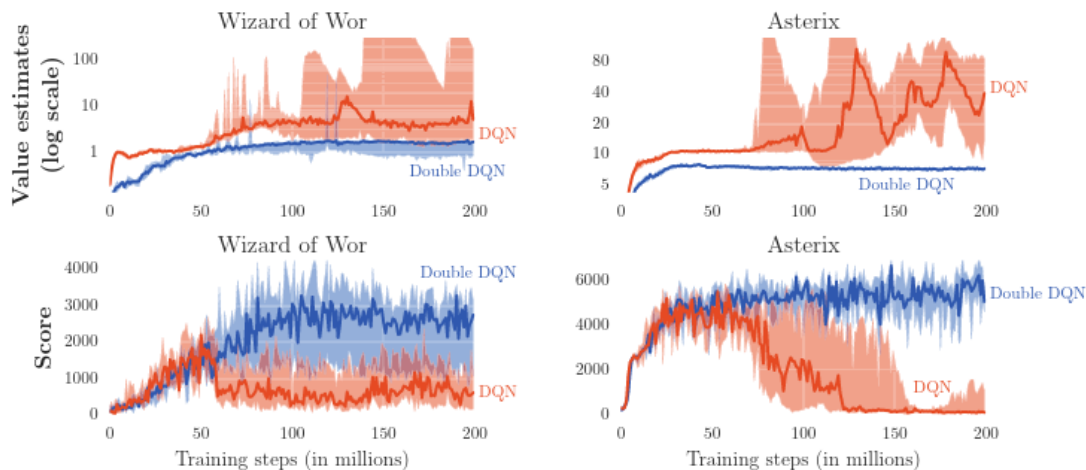 Wizard of Wor
Asterix
Value estimates
(log scale)
100
10
1
DQN
Double DQN
0
50
100
150
200
80
40
20
10
5
DQN
Double DQN
0
50
100
150
200
Wizard of Wor
Asterix
Score
4000
3000
2000
1000
0
Double DQN
DQN
0
50
100
150
200
Training steps (in millions)
6000
4000
2000
0
Double DQN
DQN
0
50
100
150
200
Training steps (in millions)